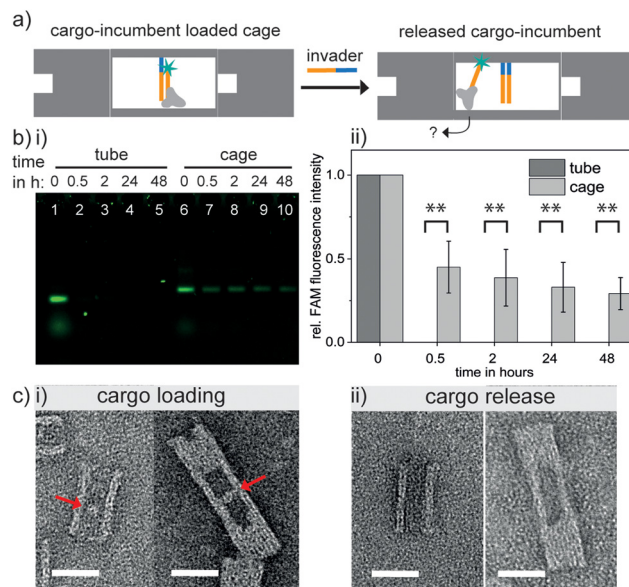 a) cargo-incumbent loaded cage
released cargo-incumbent
invader
?
b) i)
time tube cage
in h: 0 0.5 2 24 48 0 0.5 2 24 48
1 2 3 4 5 6 7 8 9 10
ii)
rel. FAM fluorescence intensity
1.0
0.5
0.0
tube
cage
** ** ** **
0 0.5 2 24 48
time in hours
c) i) cargo loading
ii) cargo release